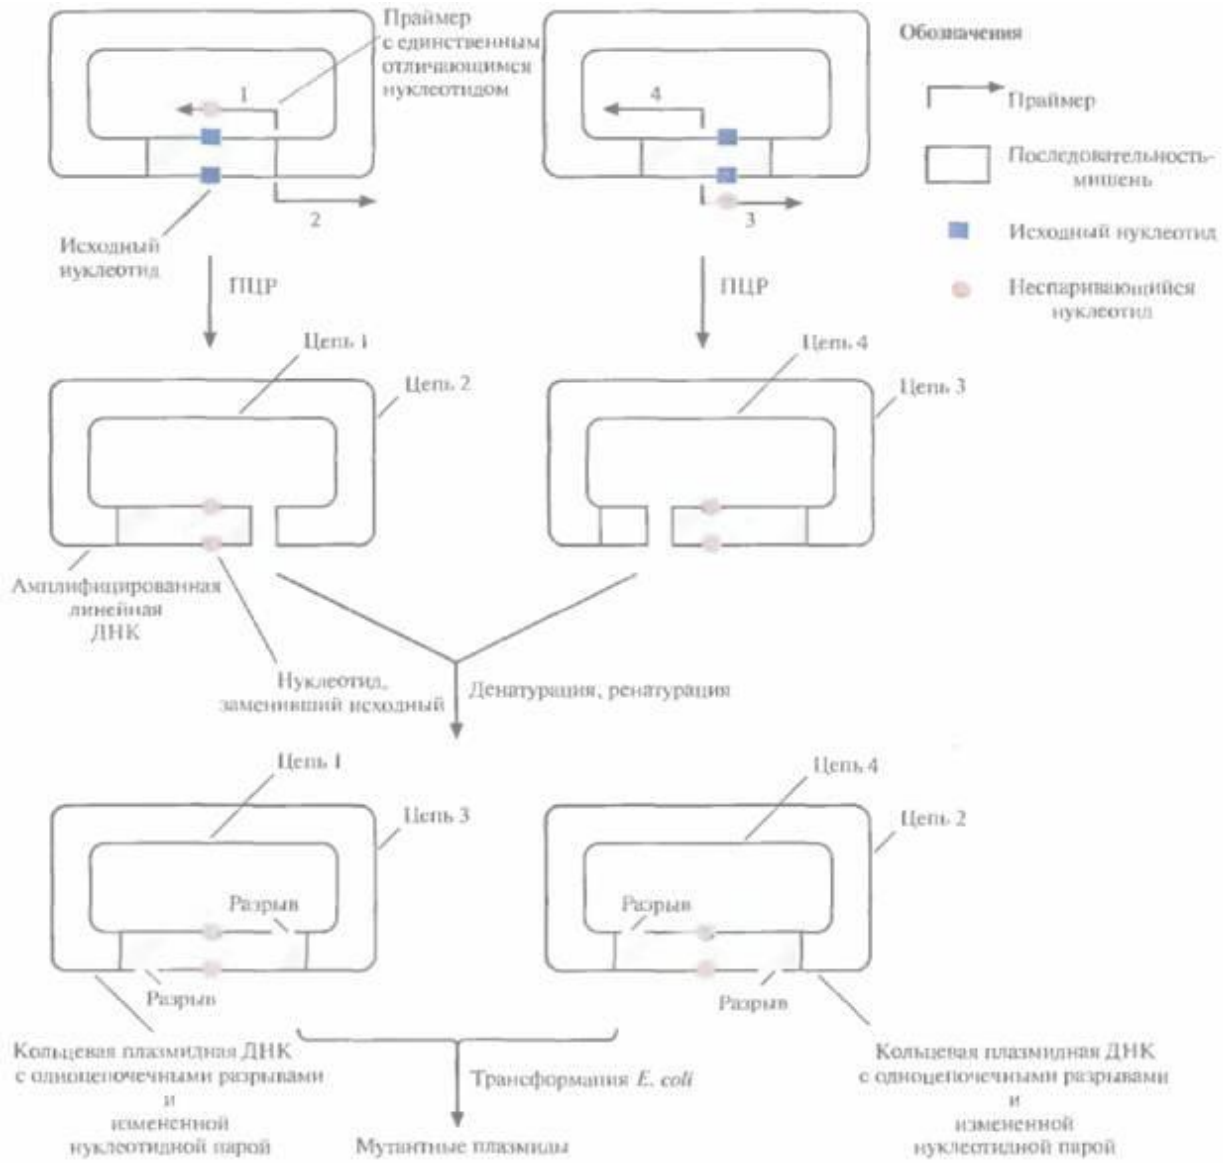 Праймер
с единственным
отличающимся
нуклеотидом
1
2
Исходный
нуклеотид
ПЦР
4
3
ПЦР
Обозначения
Праймер
Последовательность-
мишень
Исходный нуклеотид
Неспаривающийся
нуклеотид
Цепь 1
Цепь 2
Цепь 4
Цепь 3
Амплифицированная
линейная
ДНК
Нуклеотид,
заменивший исходный
Денатурация, ренатурация
Цепь 1
Цепь 3
Разрыв
Разрыв
Цепь 4
Цепь 2
Разрыв
Разрыв
Кольцевая плазмидная ДНК
с одноцепочечными разрывами
и
измененной
нуклеотидной парой
Трансформация E. coli
Мутантные плазмиды
Кольцевая плазмидная ДНК
с одноцепочечными разрывами
и
измененной
нуклеотидной парой